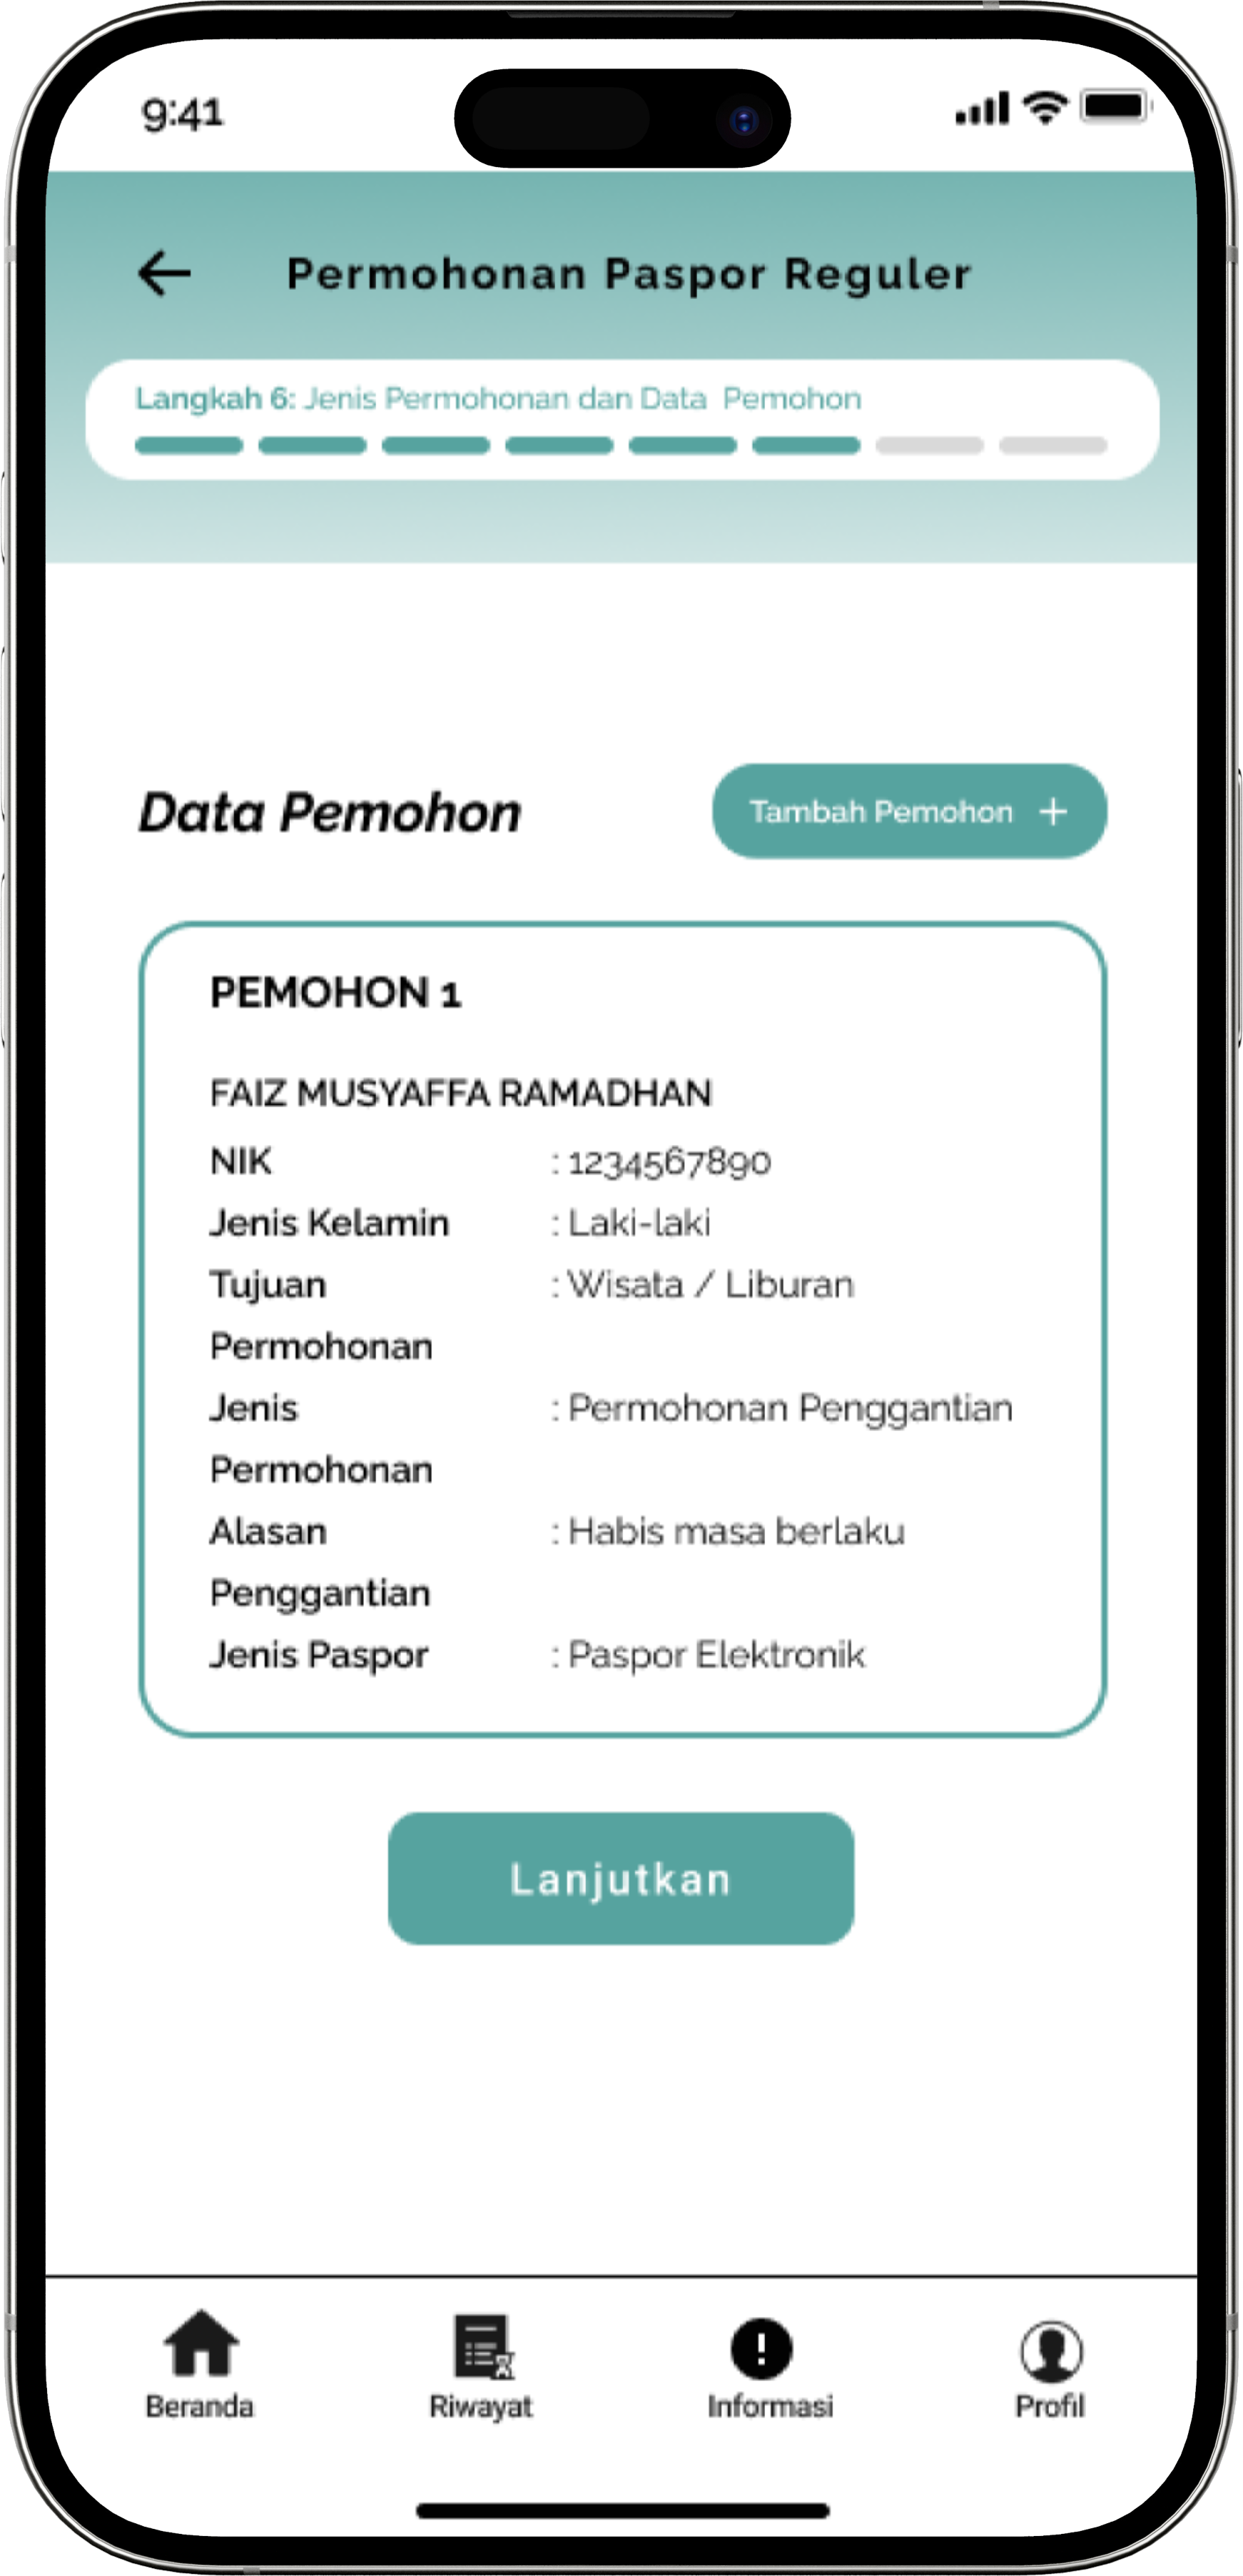 9:41
Permohonan Paspor Reguler
Langkah 6: Jenis Permohonan dan Data Pemohon
Data Pemohon
Tambah Pemohon +
PEMOHON 1
FAIZ MUSYAFFA RAMADHAN
NIK : 1234567890
Jenis Kelamin : Laki-laki
Tujuan : Wisata / Liburan
Permohonan
Jenis : Permohonan Penggantian
Permohonan
Alasan : Habis masa berlaku
Penggantian
Jenis Paspor : Paspor Elektronik
Lanjutkan
Beranda Riwayat Informasi Profil